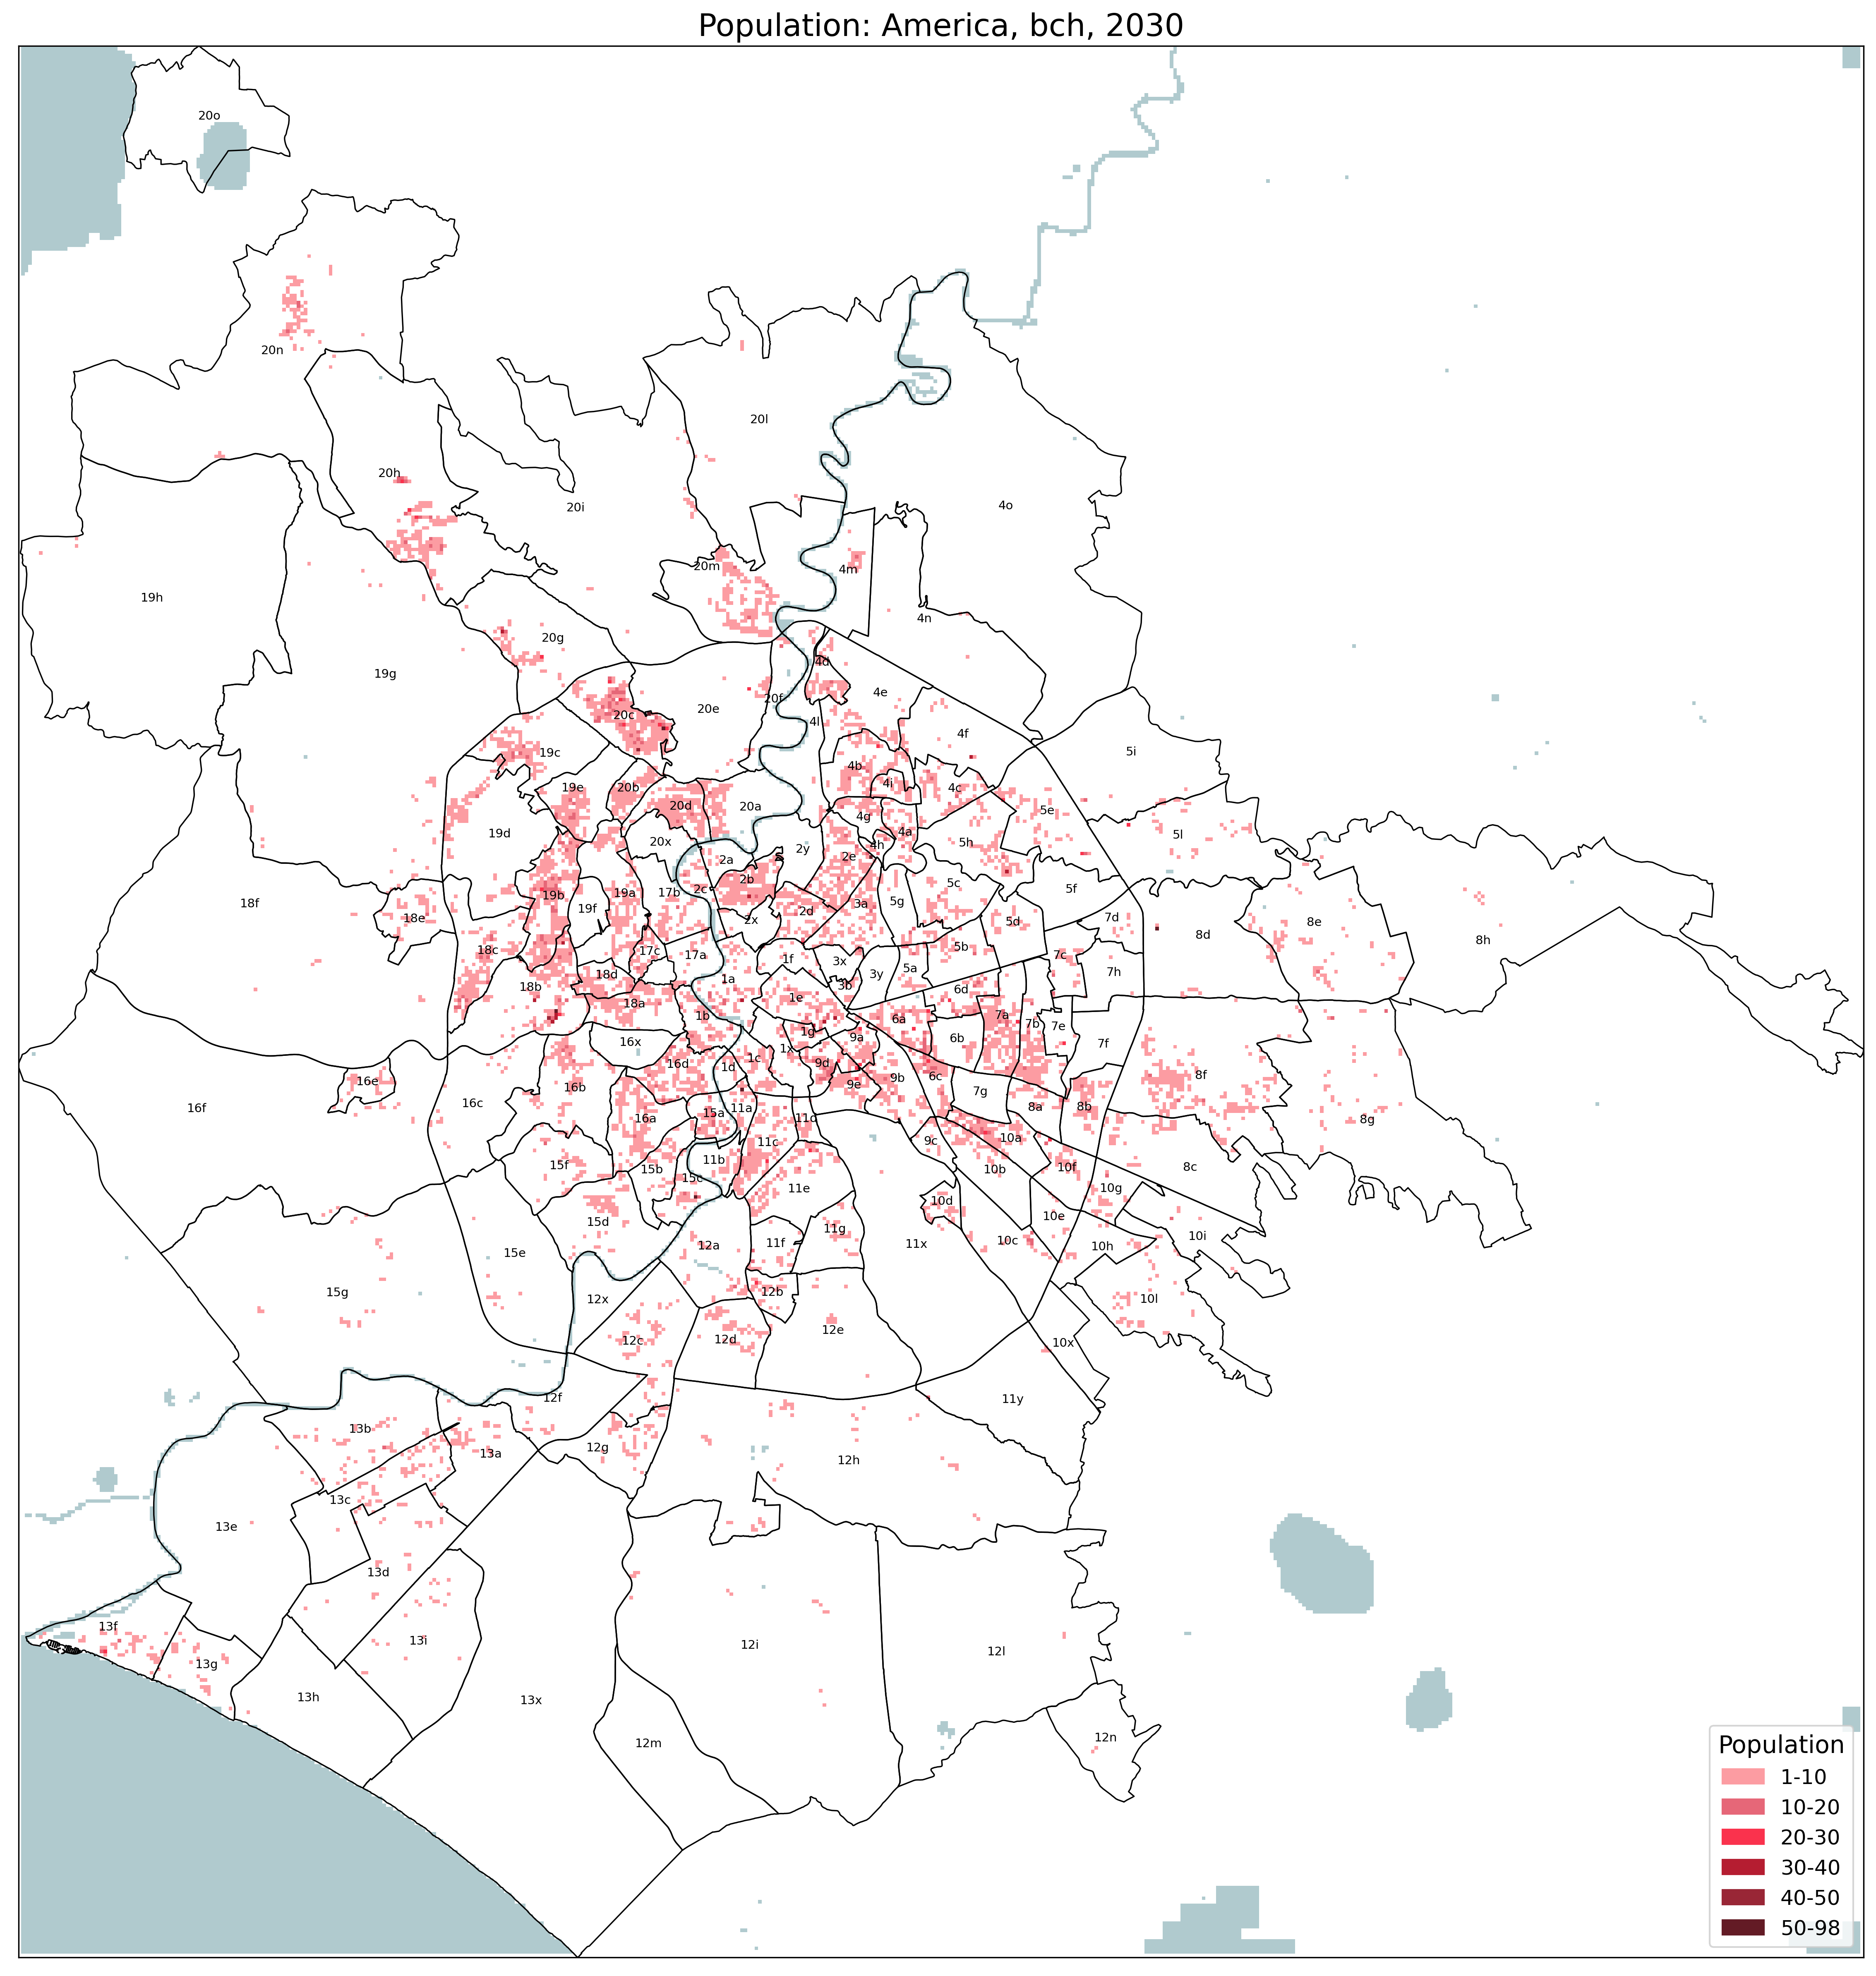 Population: America, bch, 2030
20o
20n
20l
20h
20i
4o
20m
4m
19h
4n
20g
4d
19g
4e
20f
20e
20c
4l
4f
19c
5i
4b
4i
19e
20b
4c
20d
20a
5e
4g
19d
4a
5l
20x
4h
5h
2y
2a
2e
2b
5c
5f
19b
19a
17b
2c
18f
3a
5g
19f
2d
18e
2x
5d
7d
8e
8d
8h
18c
17c
17a
5b
7c
1f
3x
5a
7h
18d
3y
1a
18b
3b
6d
1e
18a
1b
7a
6a
7b
7e
1g
9a
6b
16x
7f
1x
1c
16d
1d
9d
6c
8f
16e
9b
9e
16b
7g
16c
16f
11a
8a
8b
15a
16a
11d
8g
10a
9c
11c
11b
15f
15b
10b
10f
8c
15c
11e
10g
10d
10e
15d
11g
10i
12a
11f
11x
10c
10h
15e
15g
12b
12x
10l
12e
12d
12c
10x
12f
11y
13b
13a
12g
12h
13c
13e
13d
13f
13i
12i
12l
13g
13h
13x
12n
12m
Population
1-10
10-20
20-30
30-40
40-50
50-98